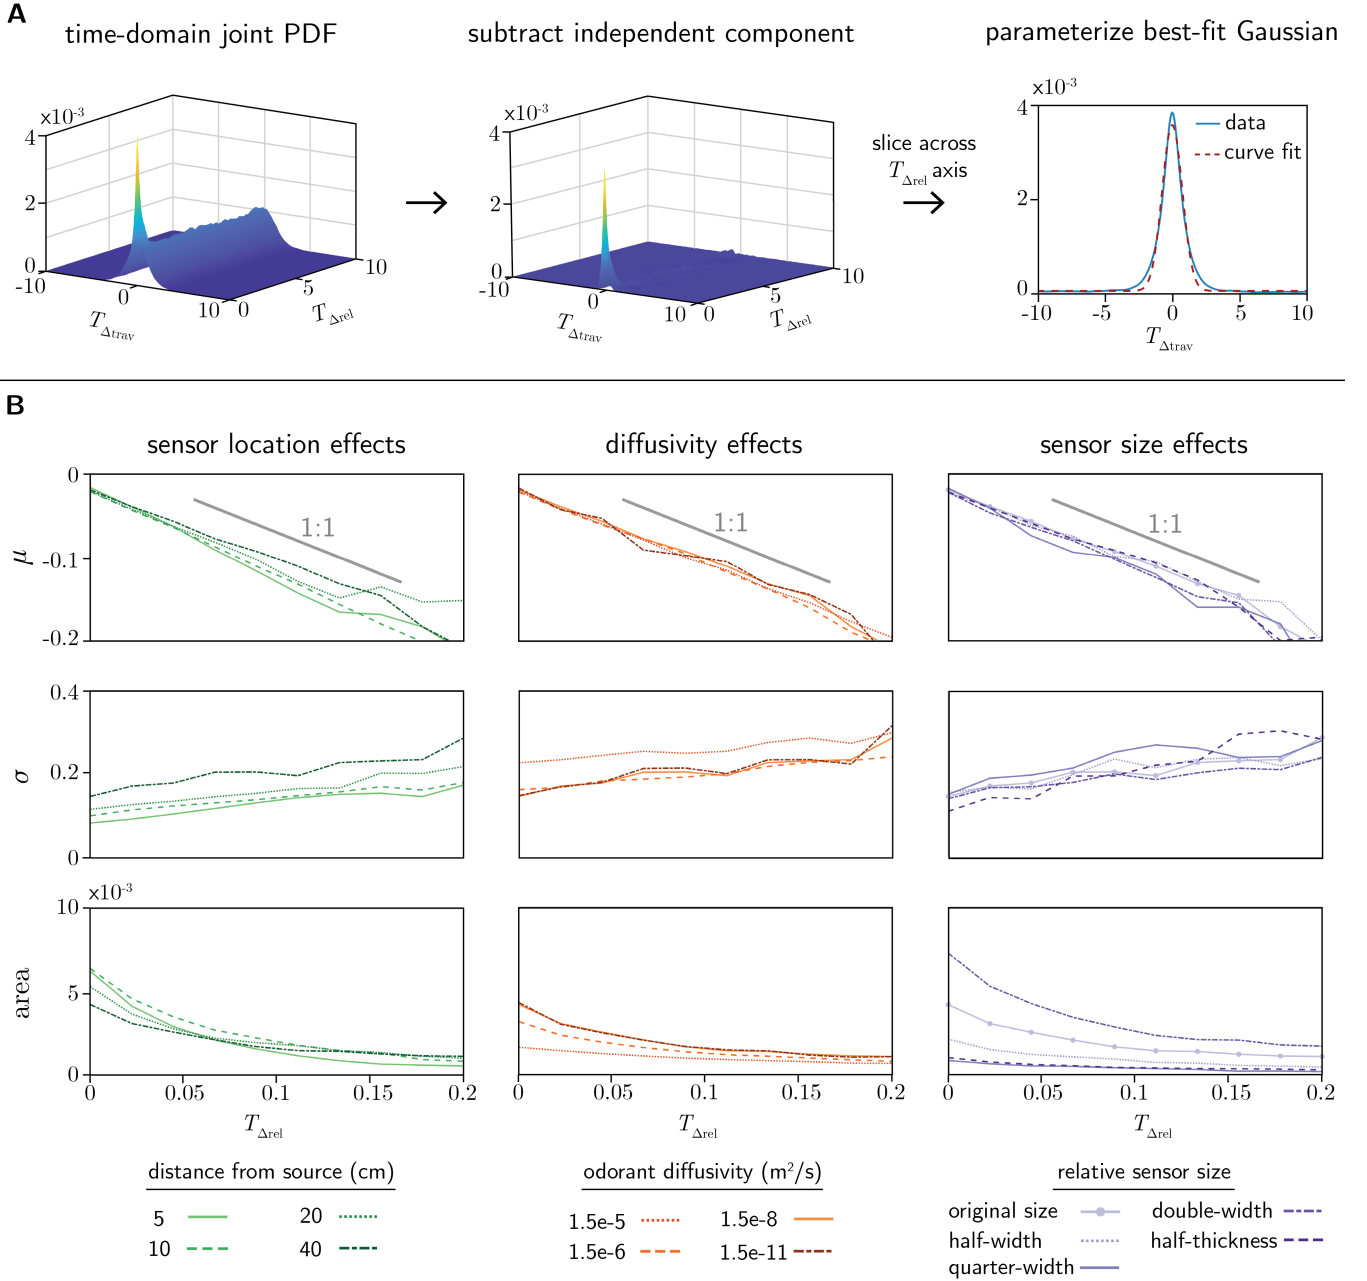 A
time-domain joint PDF
subtract independent component
parameterize best-fit Gaussian
x10-3
4
2
0
-10
0
10
0
5
10
TΔtrav
TΔrel
x10-3
4
2
0
-10
0
10
0
5
10
TΔtrav
TΔrel
slice across
TΔrel axis
x10-3
4
2
0
data
curve fit
-10 -5 0 5 10
TΔtrav
B
sensor location effects
diffusivity effects
sensor size effects
0
-0.1
-0.2
μ
1:1
1:1
1:1
0.4
0.2
0
σ
x10-3
10
5
0
area
0 0.05 0.1 0.15 0.2
0 0.05 0.1 0.15 0.2
0 0.05 0.1 0.15 0.2
TΔrel
TΔrel
TΔrel
distance from source (cm)
5
20
10
40
odorant diffusivity (m2/s)
1.5e-5
1.5e-8
1.5e-6
1.5e-11
relative sensor size
original size
double-width
half-width
half-thickness
quarter-width